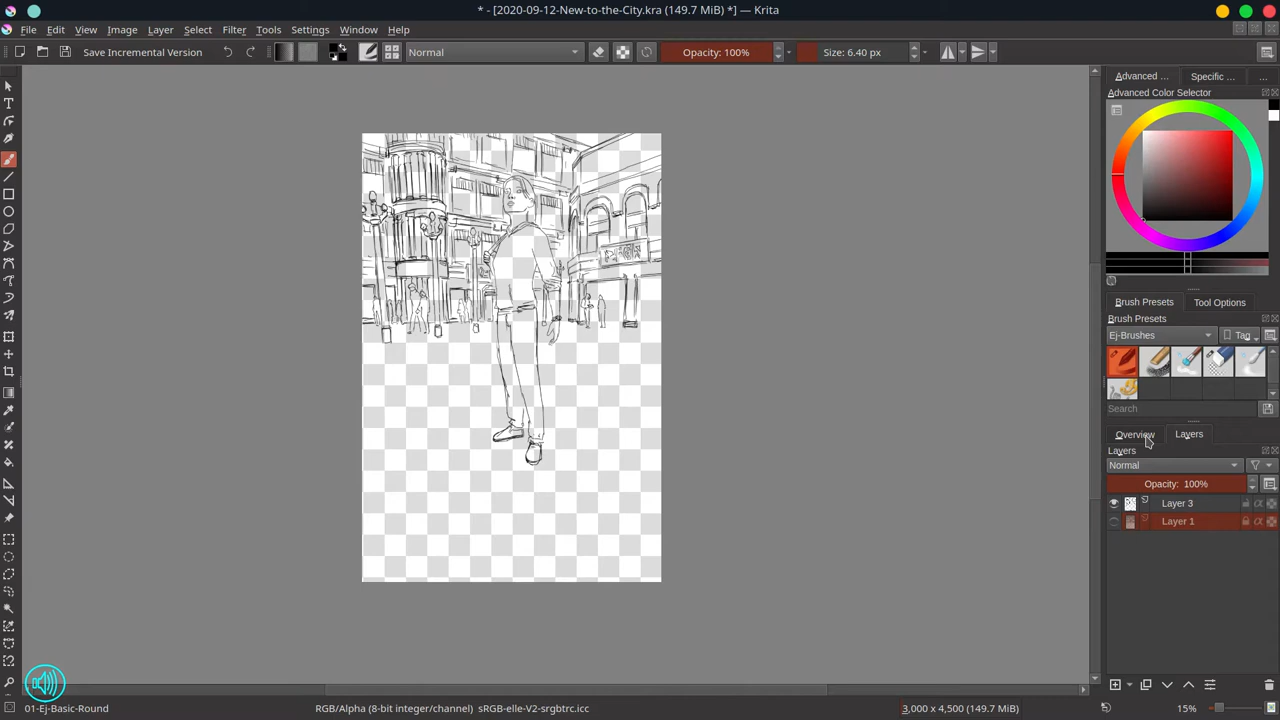 * - [2020-09-12-New-to-the-City.kra (149.7 MiB) *] — Krita
File Edit View Image Layer Select Filter Tools Settings Window Help
Save Incremental Version Normal Opacity: 100% Size: 6.40 px
Advanced ... Specific ... ...
Advanced Color Selector
Brush Presets Tool Options
Brush Presets
Ej-Brushes Tag
Search
Overview Layers
Layers
Normal
Opacity: 100%
Layer 3
Layer 1
01-Ej-Basic-Round RGB/Alpha (8-bit integer/channel) sRGB-elle-V2-srgbtrc.icc 3,000 x 4,500 (149.7 MiB) 15%